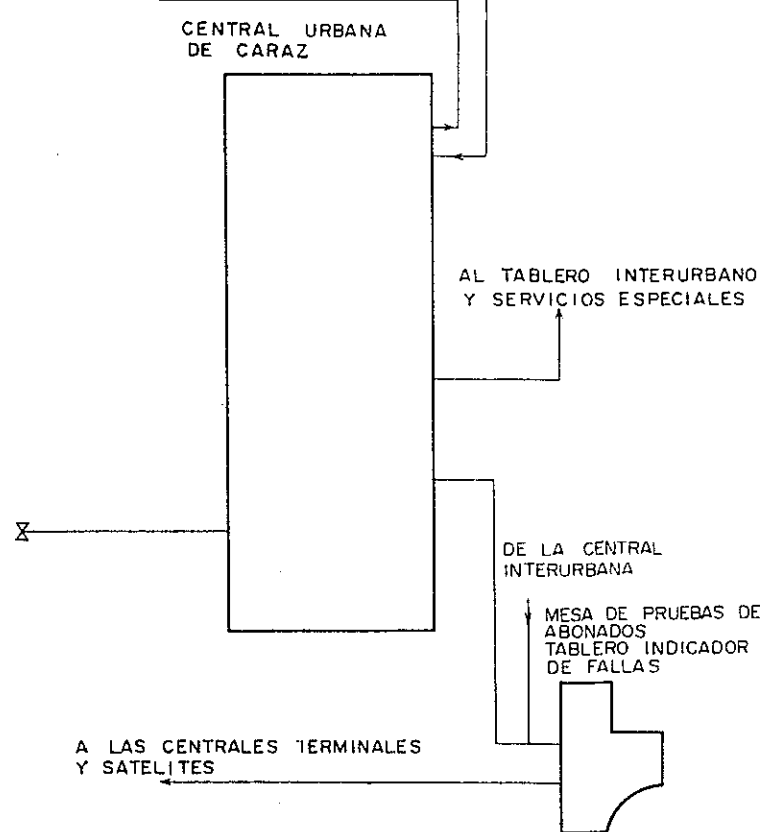 CENTRAL URBANA
DE CARAZ
AL TABLERO INTERURBANO
Y SERVICIOS ESPECIALES
DE LA CENTRAL
INTERURBANA
MESA DE PRUEBAS DE
ABONADOS
TABLERO INDICADOR
DE FALLAS
A LAS CENTRALES TERMINALES
Y SATELITES